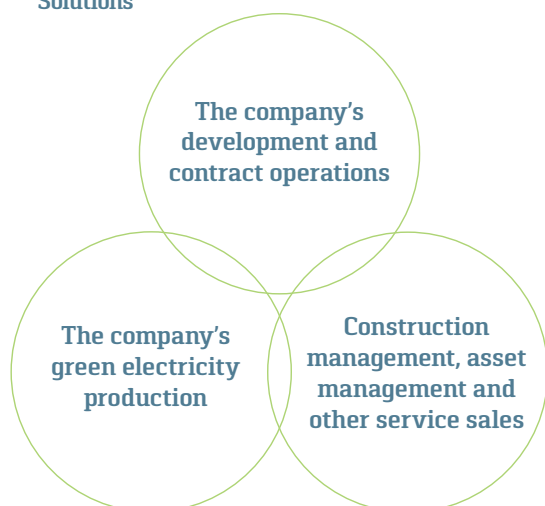 Solutions
The company's
development and
contract operations
The company's
green electricity
production
Construction
management, asset
management and
other service sales